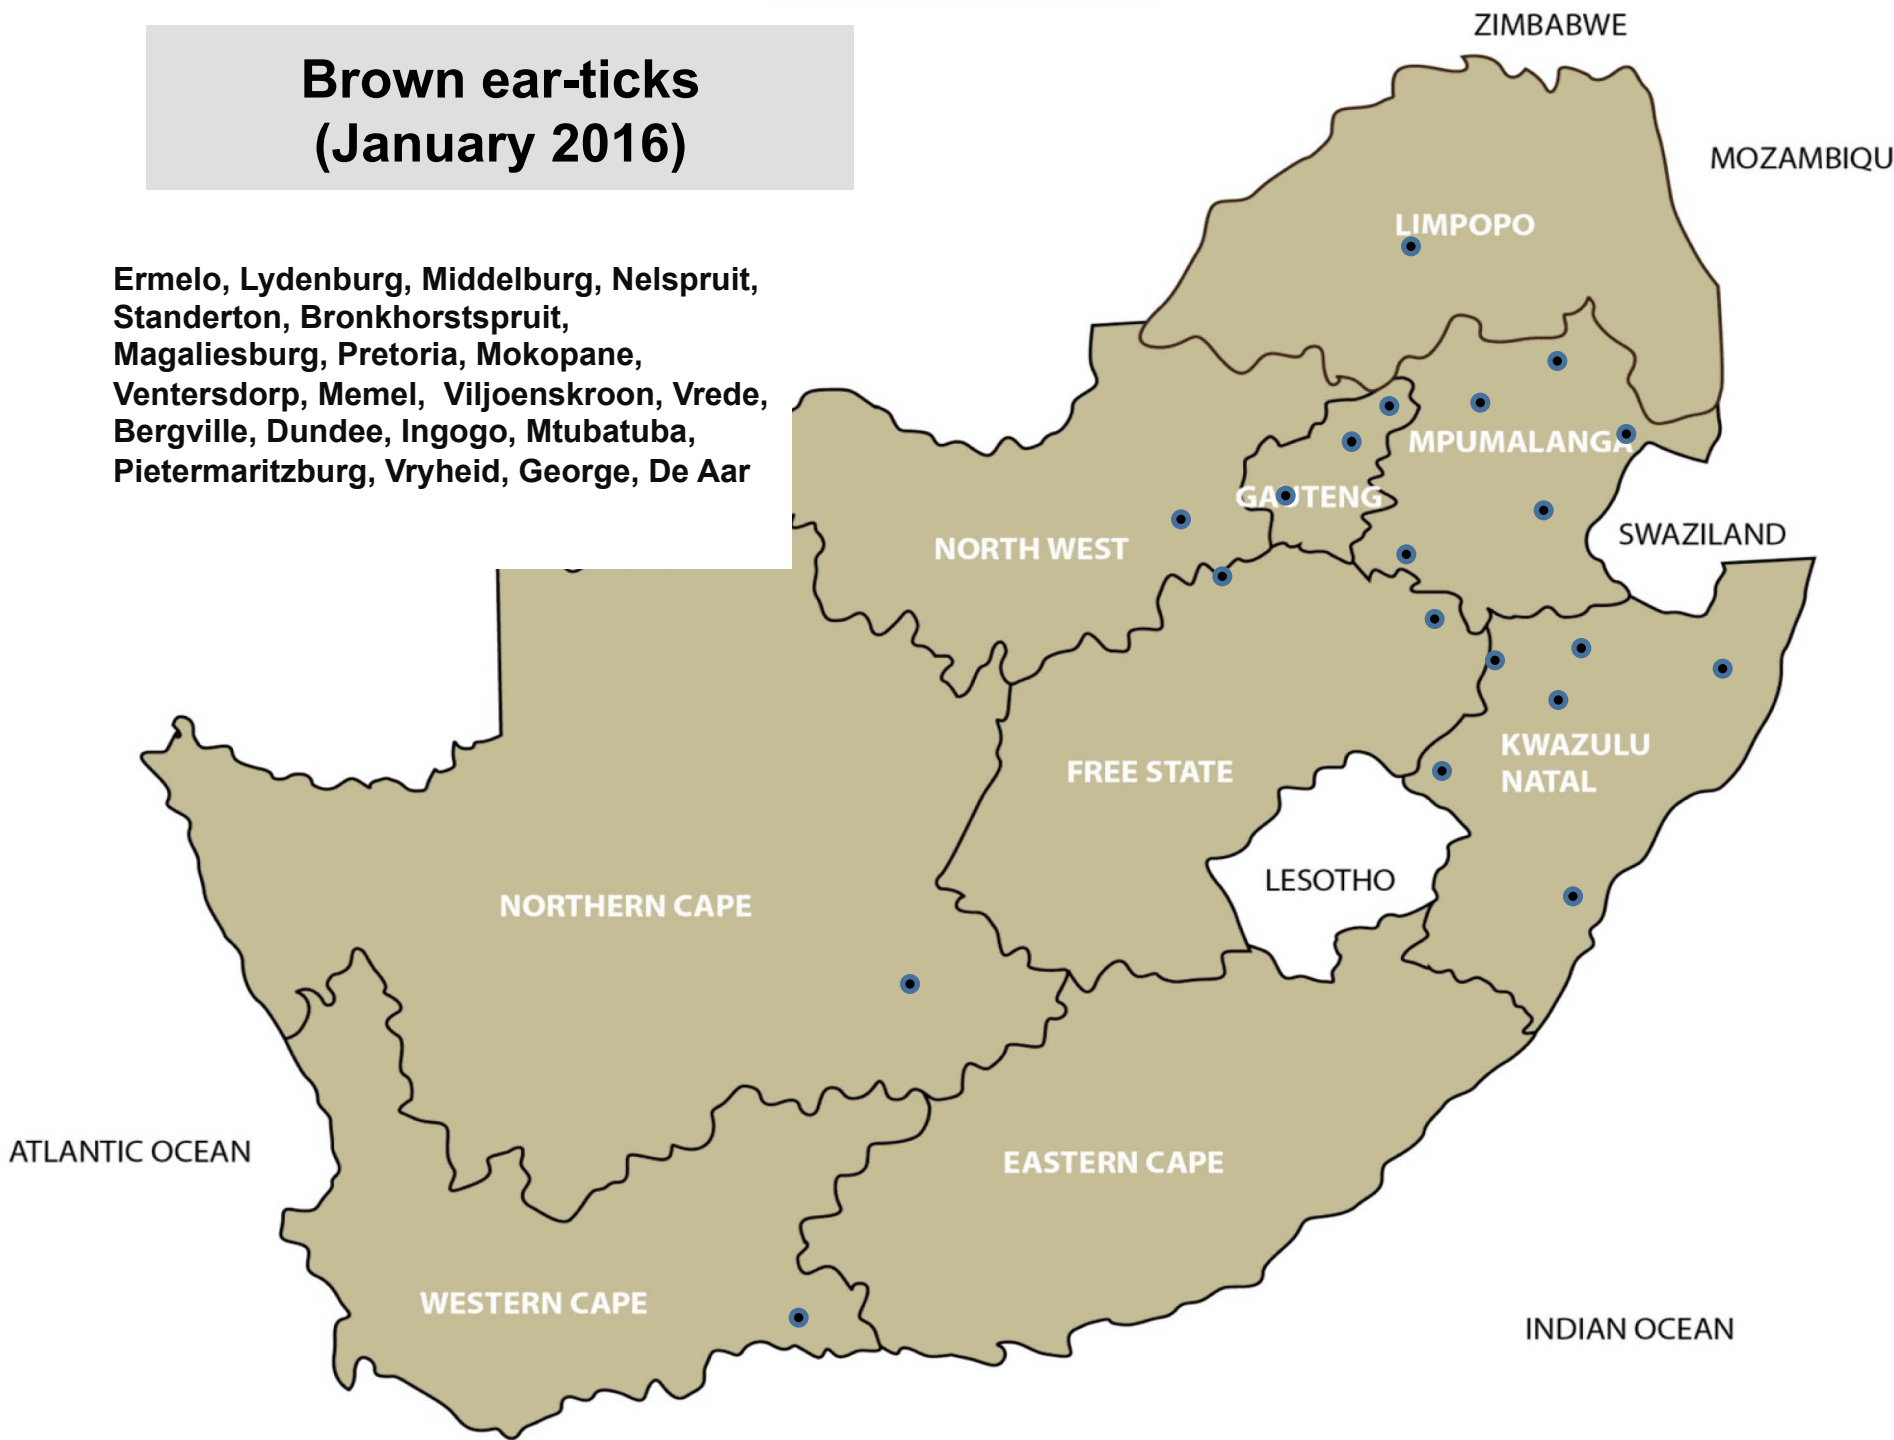 Brown ear-ticks
(January 2016)
Ermelo, Lydenburg, Middelburg, Nelspruit,
Standerton, Bronkhorstspruit,
Magaliesburg, Pretoria, Mokopane,
Ventersdorp, Memel, Viljoenskroon, Vrede,
Bergville, Dundee, Ingogo, Mtubatuba,
Pietermaritzburg, Vryheid, George, De Aar
ZIMBABWE
MOZAMBIQU
LIMPOPO
MPUMALANGA
GAUTENG
SWAZILAND
NORTH WEST
KWAZULU
NATAL
FREE STATE
LESOTHO
NORTHERN CAPE
ATLANTIC OCEAN
EASTERN CAPE
WESTERN CAPE
INDIAN OCEAN